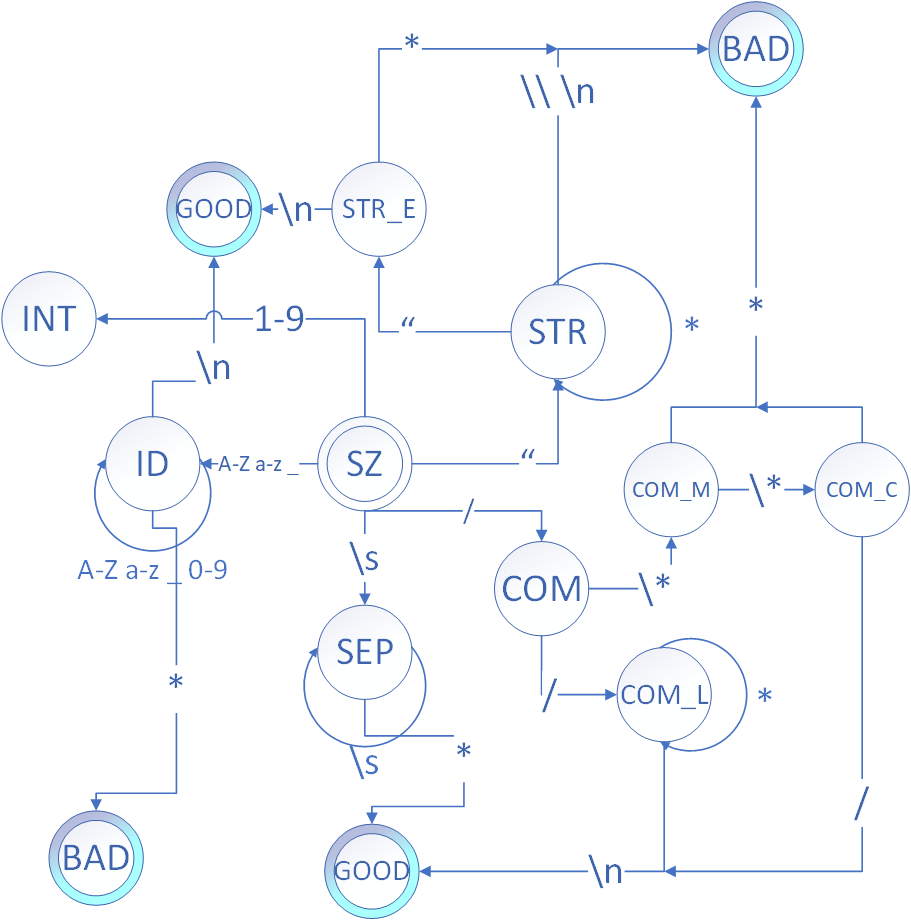 BAD
*
\\ \n
GOOD
\n
STR_E
INT
1-9
“
STR
*
*
\n
ID
A-Z a-z _
SZ
“
COM_M
\*
COM_C
/
\s
A-Z a-z _ 0-9
COM
\*
SEP
*
/
COM_L
*
\s
*
/
BAD
GOOD
\n